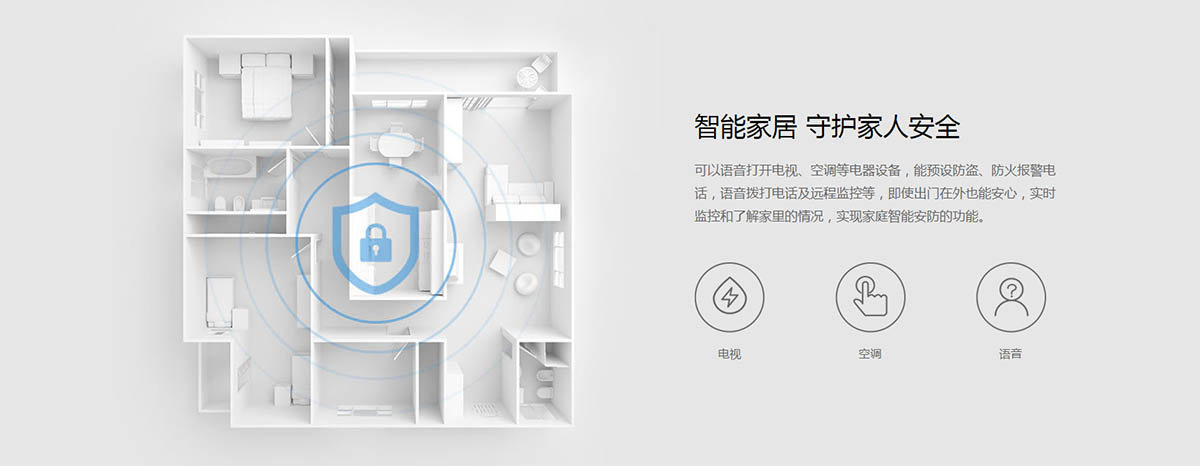 智能家居 守护家人安全
可以语音打开电视、空调等电器设备，能预设防盗、防火报警电
话，语音拨打电话及远程监控等，即使出门在外也能安心，实时
监控和了解家里的情况，实现家庭智能安防的功能。
电视
空调
语音